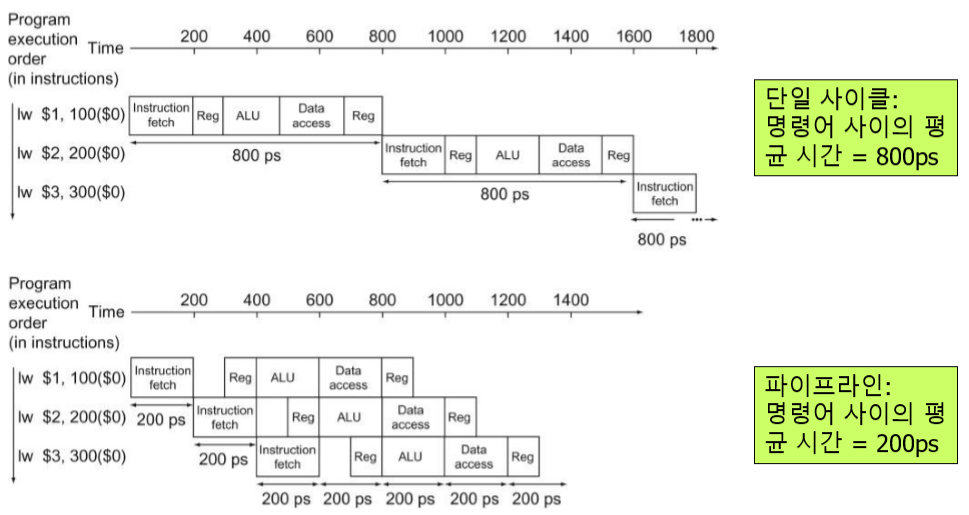 Program
execution
order
(in instructions)
Time
200 400 600 800 1000 1200 1400 1600 1800
lw $1, 100($0)
Instruction
fetch
Reg
ALU
Data
access
Reg
800 ps
lw $2, 200($0)
Instruction
fetch
Reg
ALU
Data
access
Reg
800 ps
lw $3, 300($0)
Instruction
fetch
...
800 ps
단일 사이클:
명령어 사이의 평
균 시간 = 800ps
Program
execution
order
(in instructions)
Time
200 400 600 800 1000 1200 1400
lw $1, 100($0)
Instruction
fetch
Reg
ALU
Data
access
Reg
200 ps
lw $2, 200($0)
Instruction
fetch
Reg
ALU
Data
access
Reg
200 ps
lw $3, 300($0)
Instruction
fetch
Reg
ALU
Data
access
Reg
200 ps 200 ps 200 ps 200 ps 200 ps
파이프라인:
명령어 사이의 평
균 시간 = 200ps